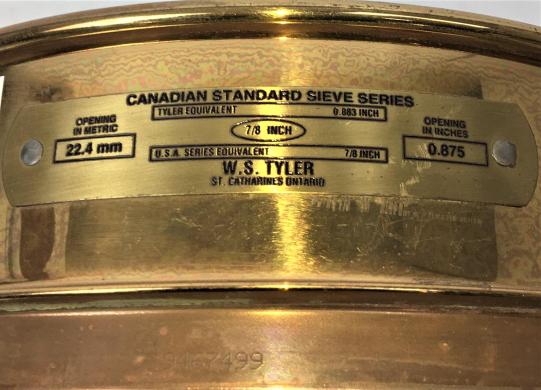 CANADIAN STANDARD SIEVE SERIES
TYLER EQUIVALENT 0.883 INCH
OPENING
IN METRIC
22.4 mm
7/8 INCH
OPENING
IN INCHES
0.875
U.S.A. SERIES EQUIVALENT 7/8 INCH
W.S. TYLER
ST. CATHARINES ONTARIO